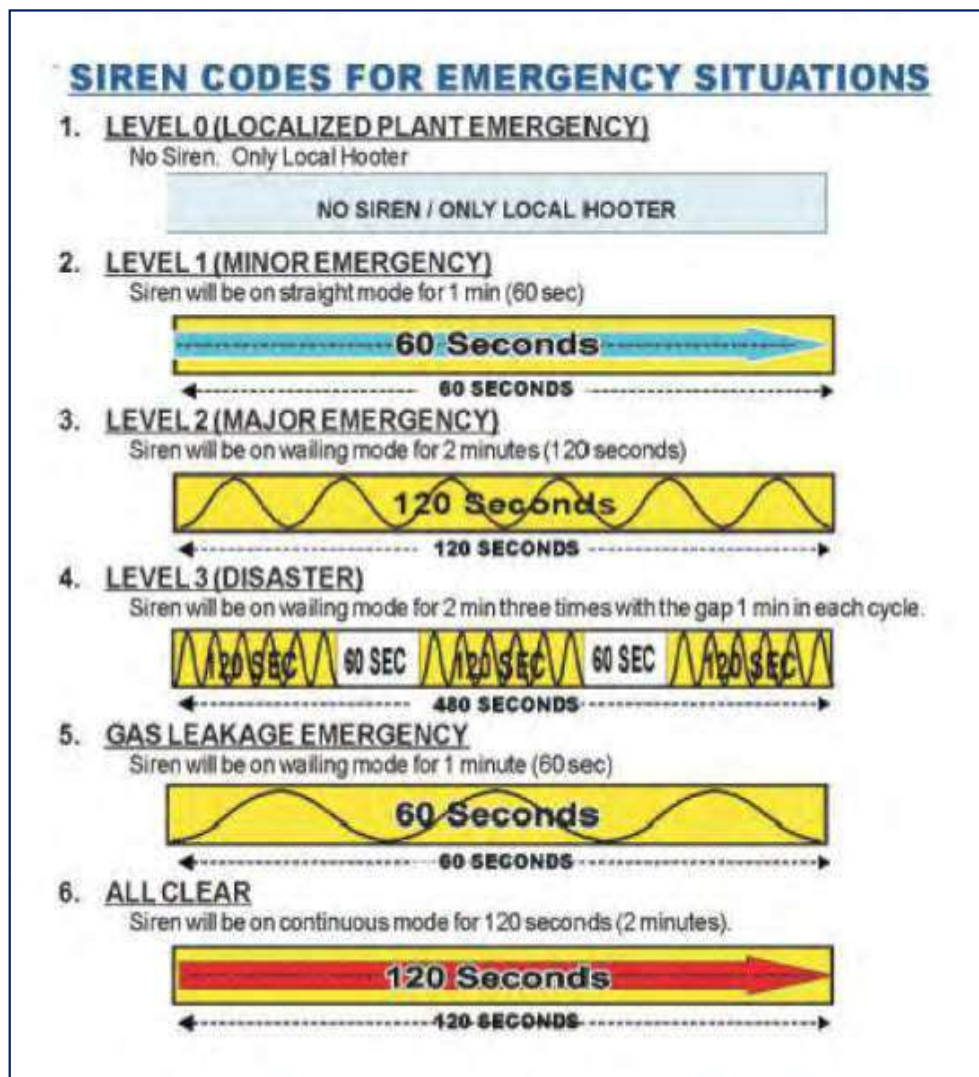 SIREN CODES FOR EMERGENCY SITUATIONS
1. LEVEL 0 (LOCALIZED PLANT EMERGENCY)
No Siren. Only Local Hooter
NO SIREN / ONLY LOCAL HOOTER
2. LEVEL 1 (MINOR EMERGENCY)
Siren will be on straight mode for 1 min (60 sec)
60 Seconds
60 SECONDS
3. LEVEL 2 (MAJOR EMERGENCY)
Siren will be on wailing mode for 2 minutes (120 seconds)
120 Seconds
120 SECONDS
4. LEVEL 3 (DISASTER)
Siren will be on wailing mode for 2 min three times with the gap 1 min in each cycle.
120 SEC 60 SEC 120 SEC 60 SEC 120 SEC
480 SECONDS
5. GAS LEAKAGE EMERGENCY
Siren will be on wailing mode for 1 minute (60 sec)
60 Seconds
60 SECONDS
6. ALL CLEAR
Siren will be on continuous mode for 120 seconds (2 minutes).
120 Seconds
120 SECONDS